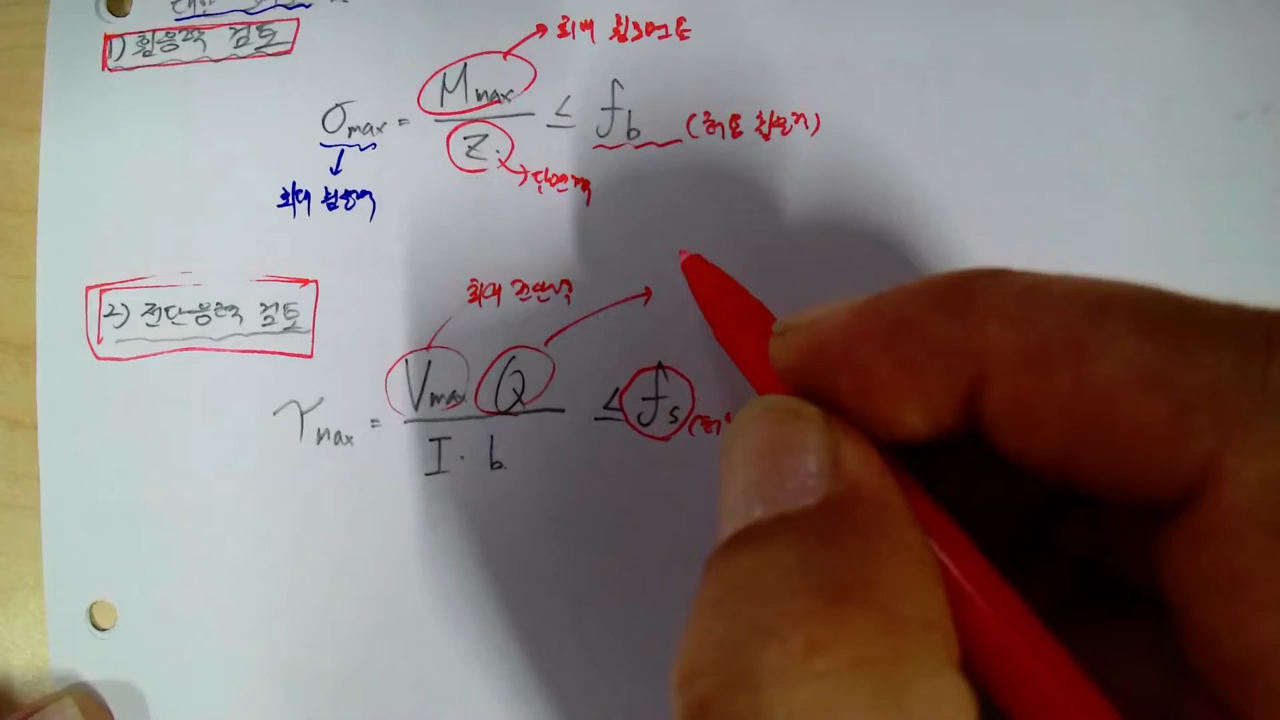 1) 휨응력 검토
최대 휨모멘트
σmax = Mmax / Z ≤ fb (허용 휨응력)
단면계
최대 휨응력
2) 전단응력 검토
최대 전단력
τmax = Vmax Q / I · b ≤ fs (허